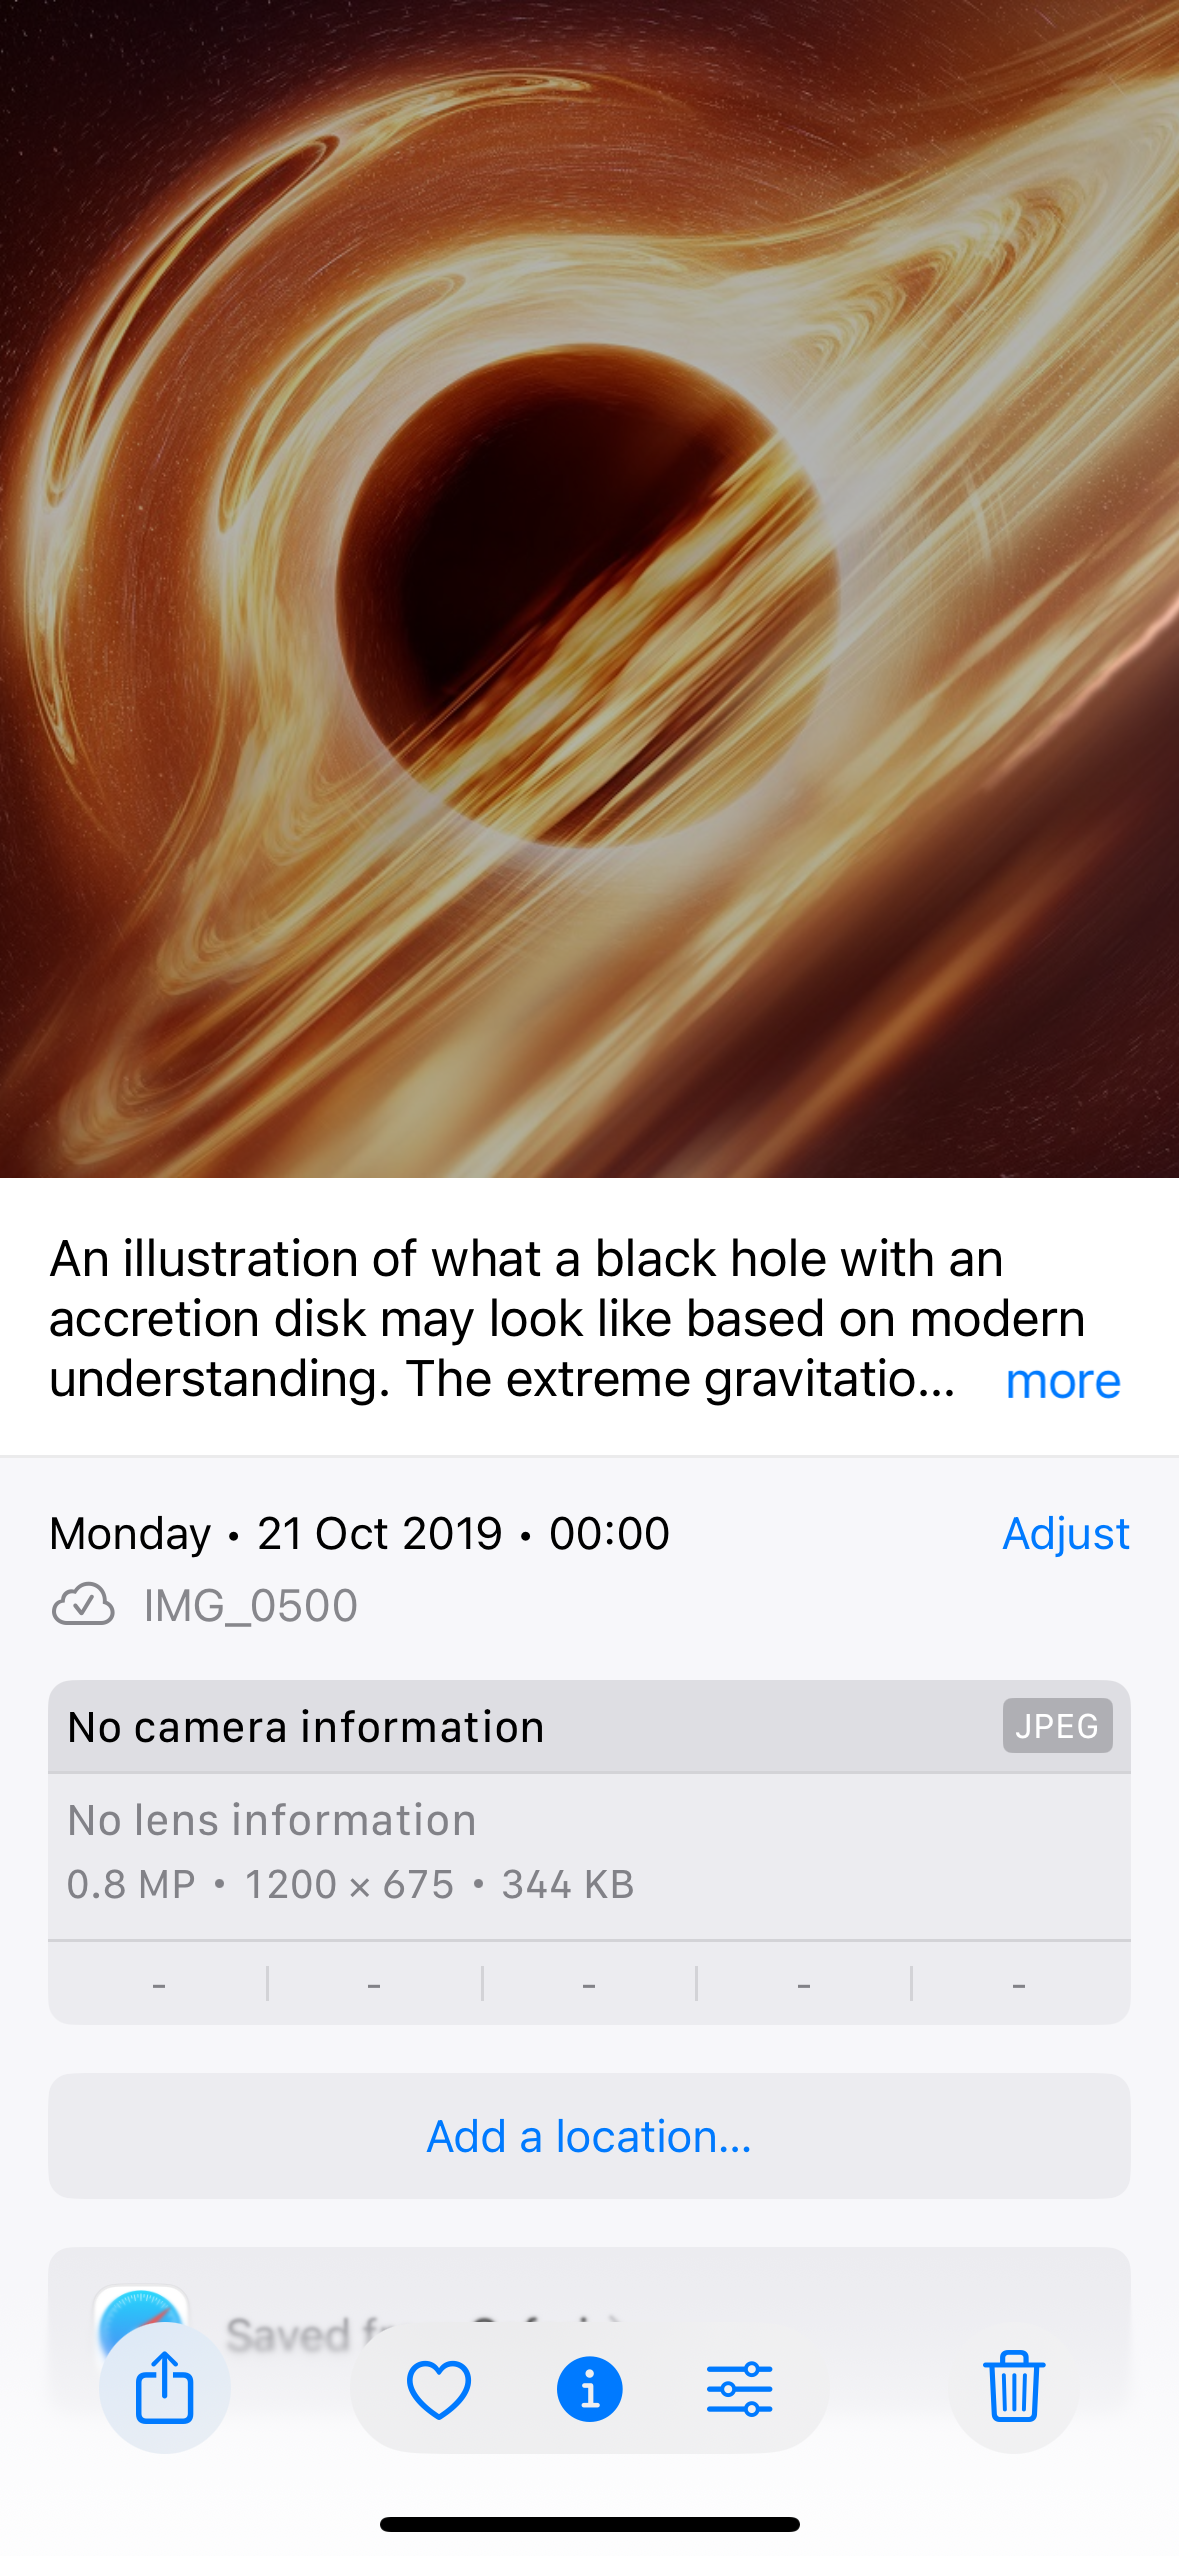 An illustration of what a black hole with an
accretion disk may look like based on modern
understanding. The extreme gravitatio... more
Monday • 21 Oct 2019 • 00:00 Adjust
IMG_0500
No camera information JPEG
No lens information
0.8 MP • 1200 × 675 • 344 KB
- - - - -
Add a location...
Saved